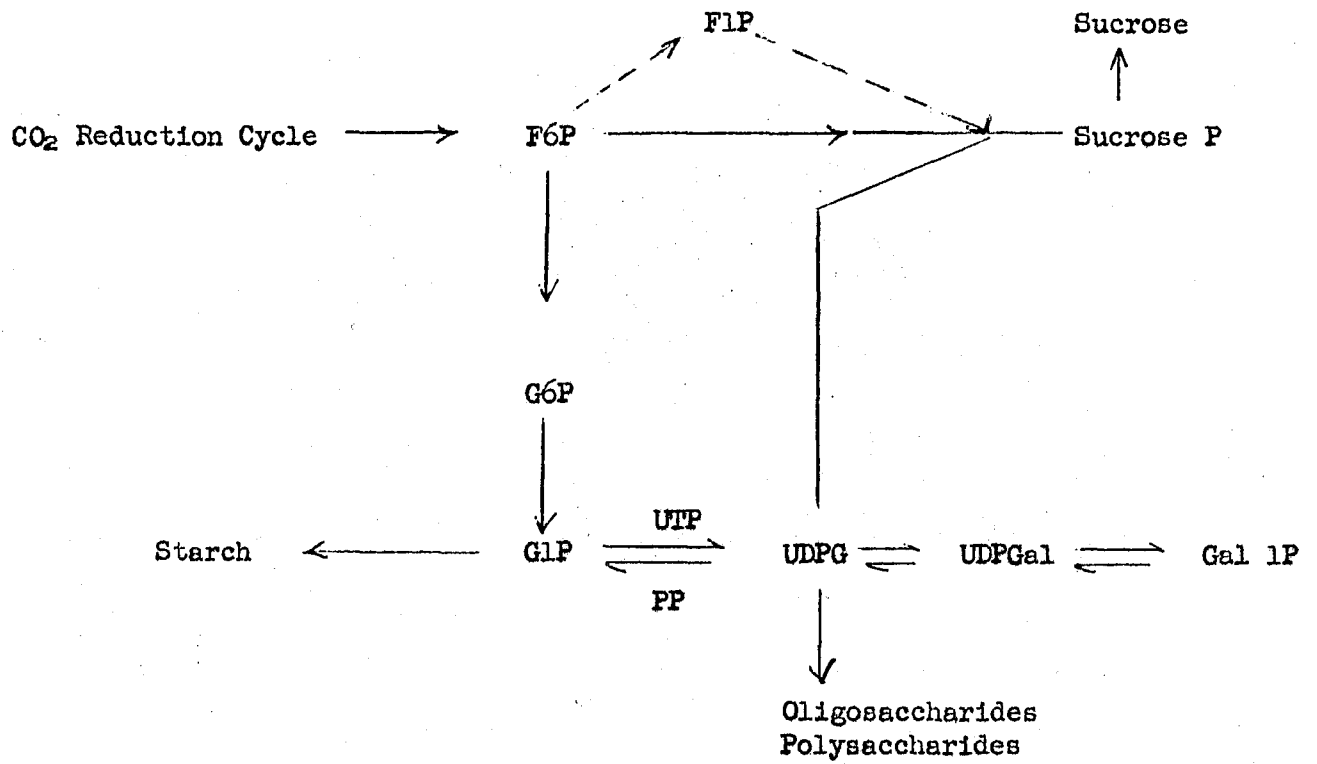 F1P Sucrose
CO₂ Reduction Cycle F6P Sucrose P
G6P
UTP
Starch G1P UDPG UDPGal Gal 1P
PP
Oligosaccharides
Polysaccharides